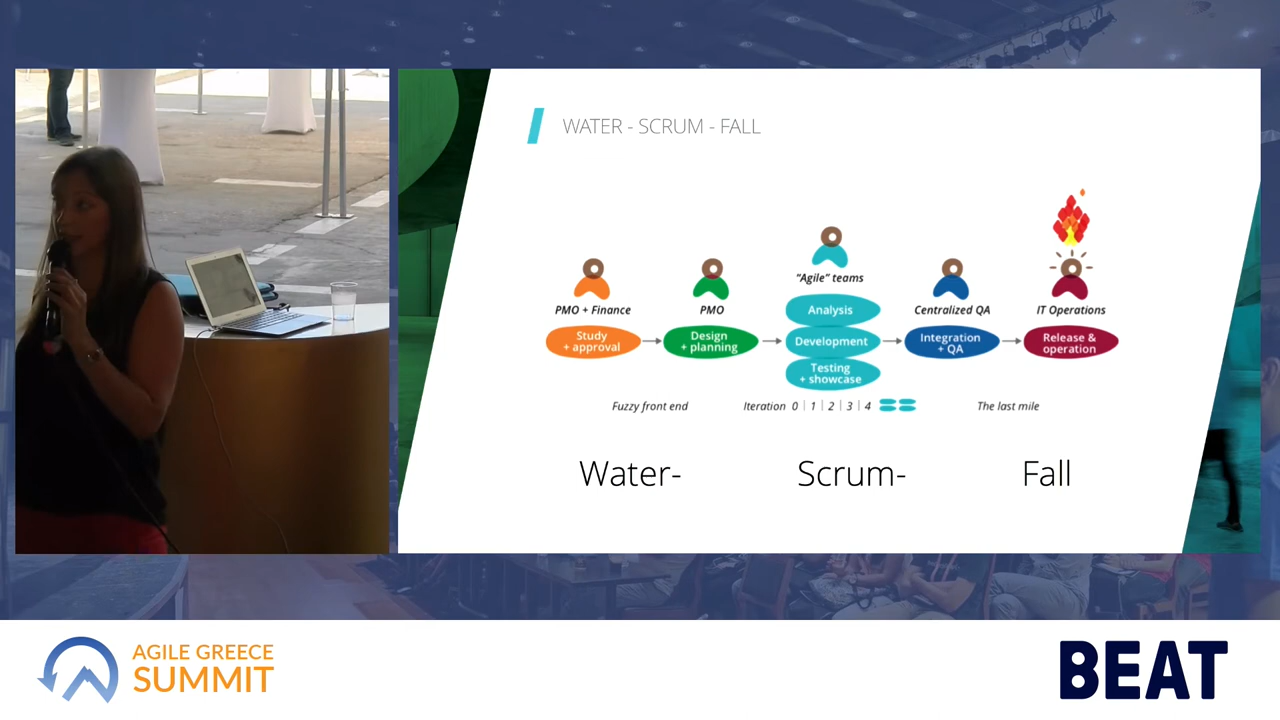 WATER - SCRUM - FALL
PMO + Finance
Study
+ approval
PMO
Design
+ planning
"Agile" teams
Analysis
Development
Testing
+ showcase
Centralized QA
Integration
+ QA
IT Operations
Release &
operation
Fuzzy front end
Iteration 0 | 1 | 2 | 3 | 4
The last mile
Water-
Scrum-
Fall
AGILE GREECE
SUMMIT
BEAT